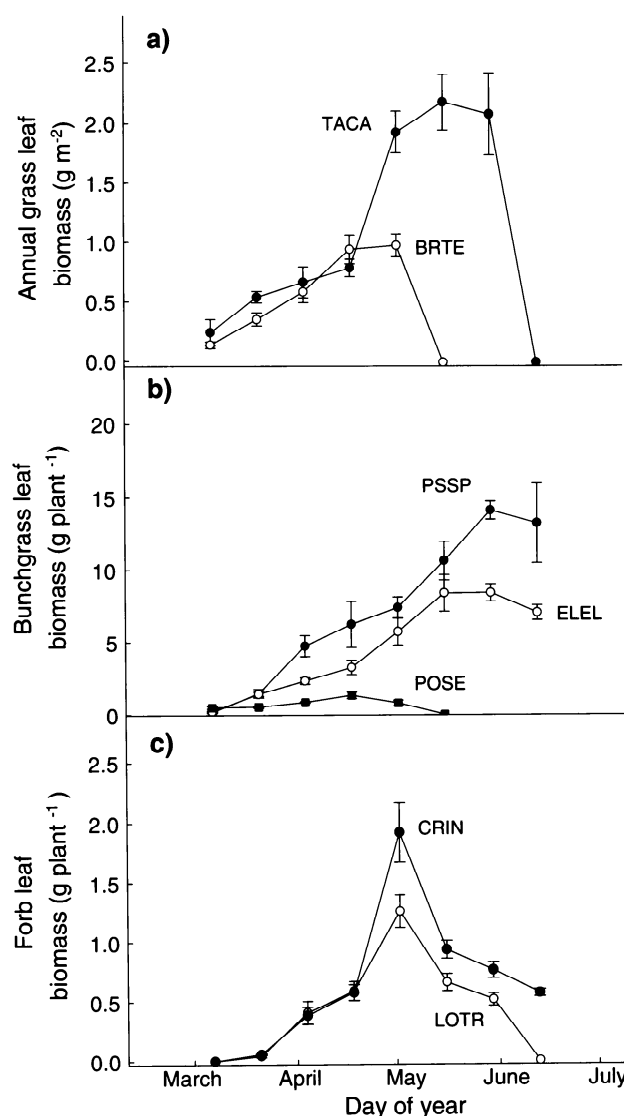 a)
Annual grass leaf
biomass (g m⁻²)
2.5
2.0
1.5
1.0
0.5
0.0
TACA
BRTE
b)
Bunchgrass leaf
biomass (g plant ⁻¹)
20
15
10
5
0
PSSP
ELEL
POSE
c)
Forb leaf
biomass (g plant ⁻¹)
2.5
2.0
1.5
1.0
0.5
0.0
CRIN
LOTR
March April May June July
Day of year